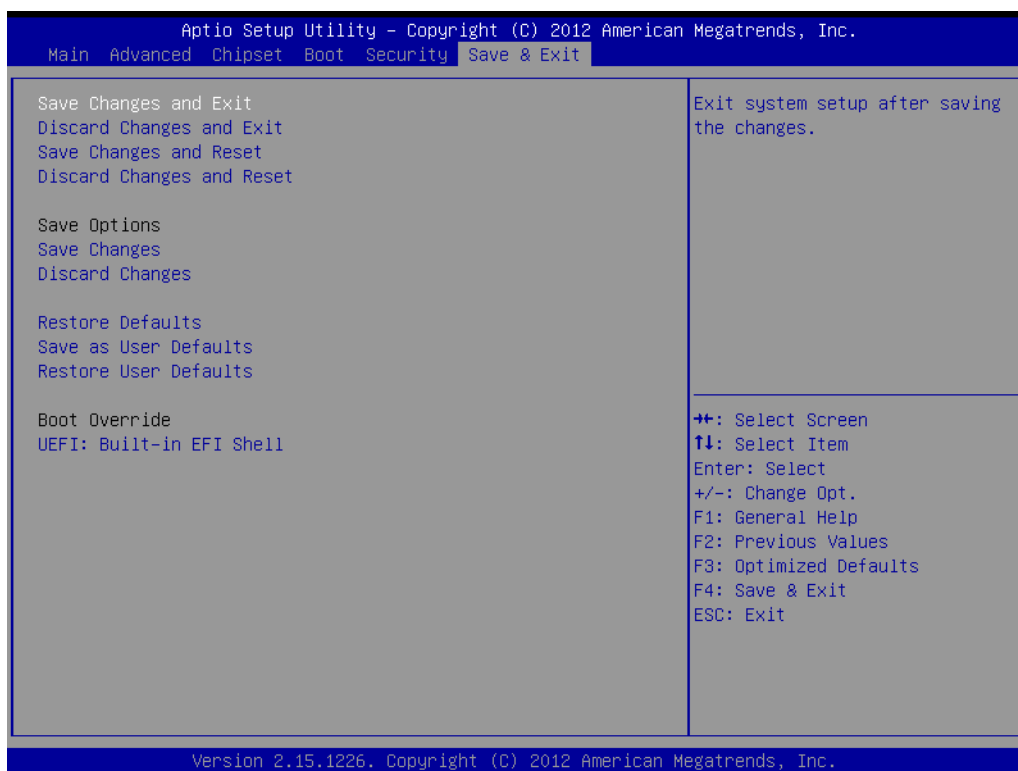 Aptio Setup Utility – Copyright (C) 2012 American Megatrends, Inc.
Main Advanced Chipset Boot Security Save & Exit
Save Changes and Exit
Discard Changes and Exit
Save Changes and Reset
Discard Changes and Reset
Save Options
Save Changes
Discard Changes
Restore Defaults
Save as User Defaults
Restore User Defaults
Boot Override
UEFI: Built-in EFI Shell
Exit system setup after saving
the changes.
→←: Select Screen
↑↓: Select Item
Enter: Select
+/-: Change Opt.
F1: General Help
F2: Previous Values
F3: Optimized Defaults
F4: Save & Exit
ESC: Exit
Version 2.15.1226. Copyright (C) 2012 American Megatrends, Inc.